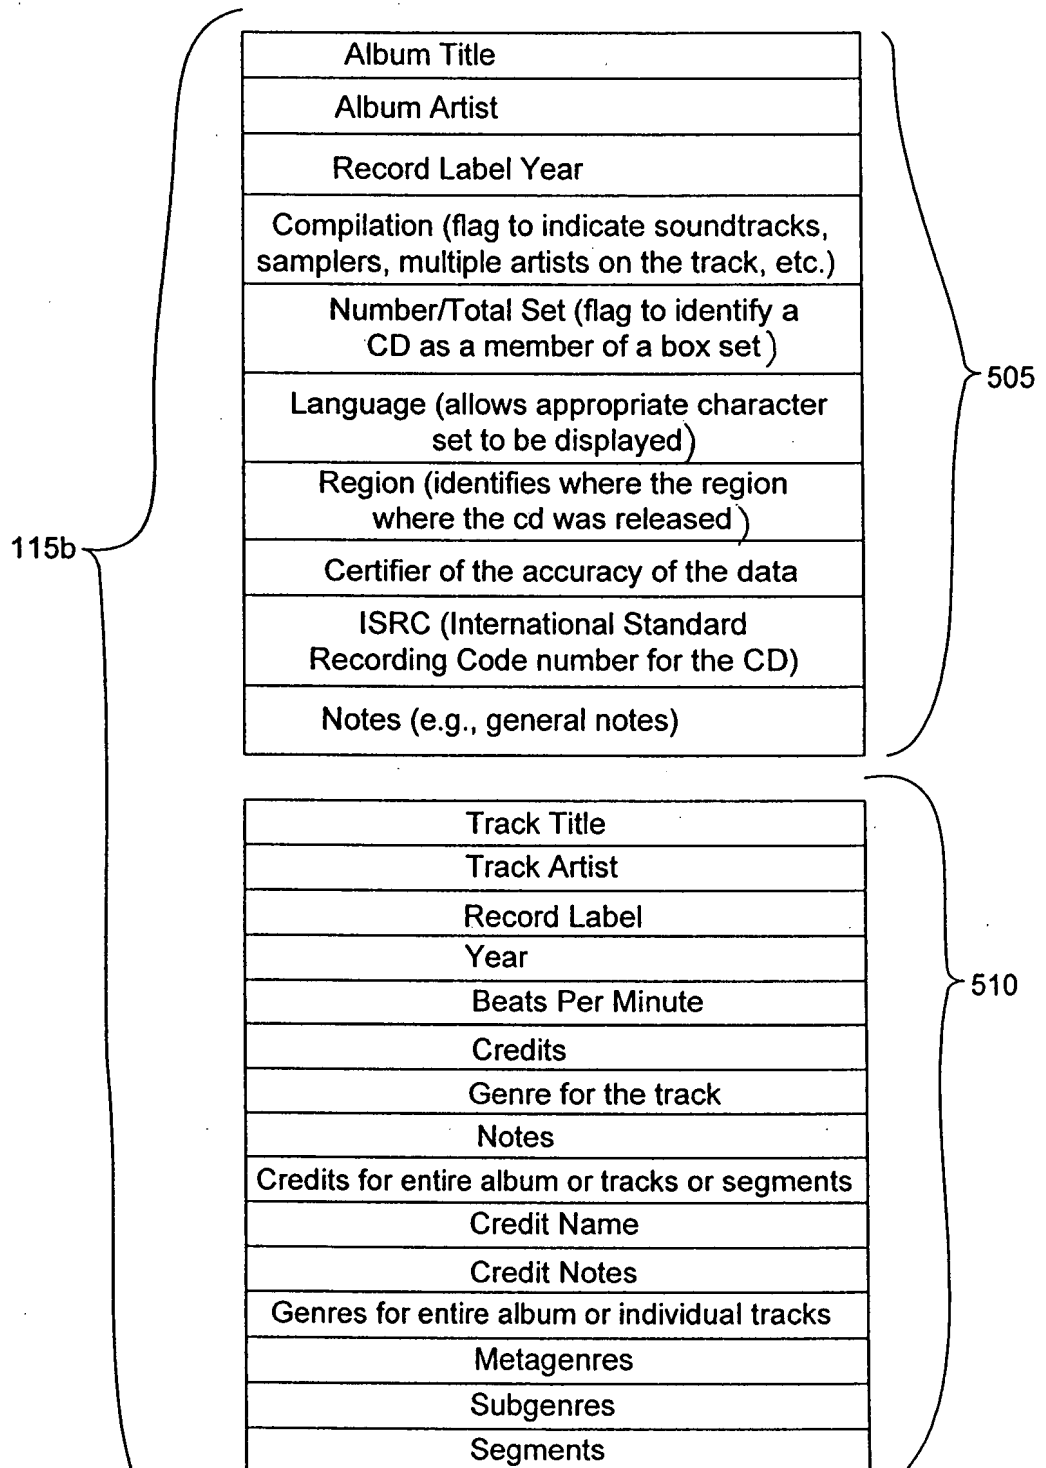 Album Title
Album Artist
Record Label Year
Compilation (flag to indicate soundtracks,
samplers, multiple artists on the track, etc.)
Number/Total Set (flag to identify a
CD as a member of a box set)
Language (allows appropriate character
set to be displayed)
Region (identifies where the region
where the cd was released)
Certifier of the accuracy of the data
ISRC (International Standard
Recording Code number for the CD)
Notes (e.g., general notes)
505
115b
Track Title
Track Artist
Record Label
Year
Beats Per Minute
Credits
Genre for the track
Notes
Credits for entire album or tracks or segments
Credit Name
Credit Notes
Genres for entire album or individual tracks
Metagenres
Subgenres
Segments
510